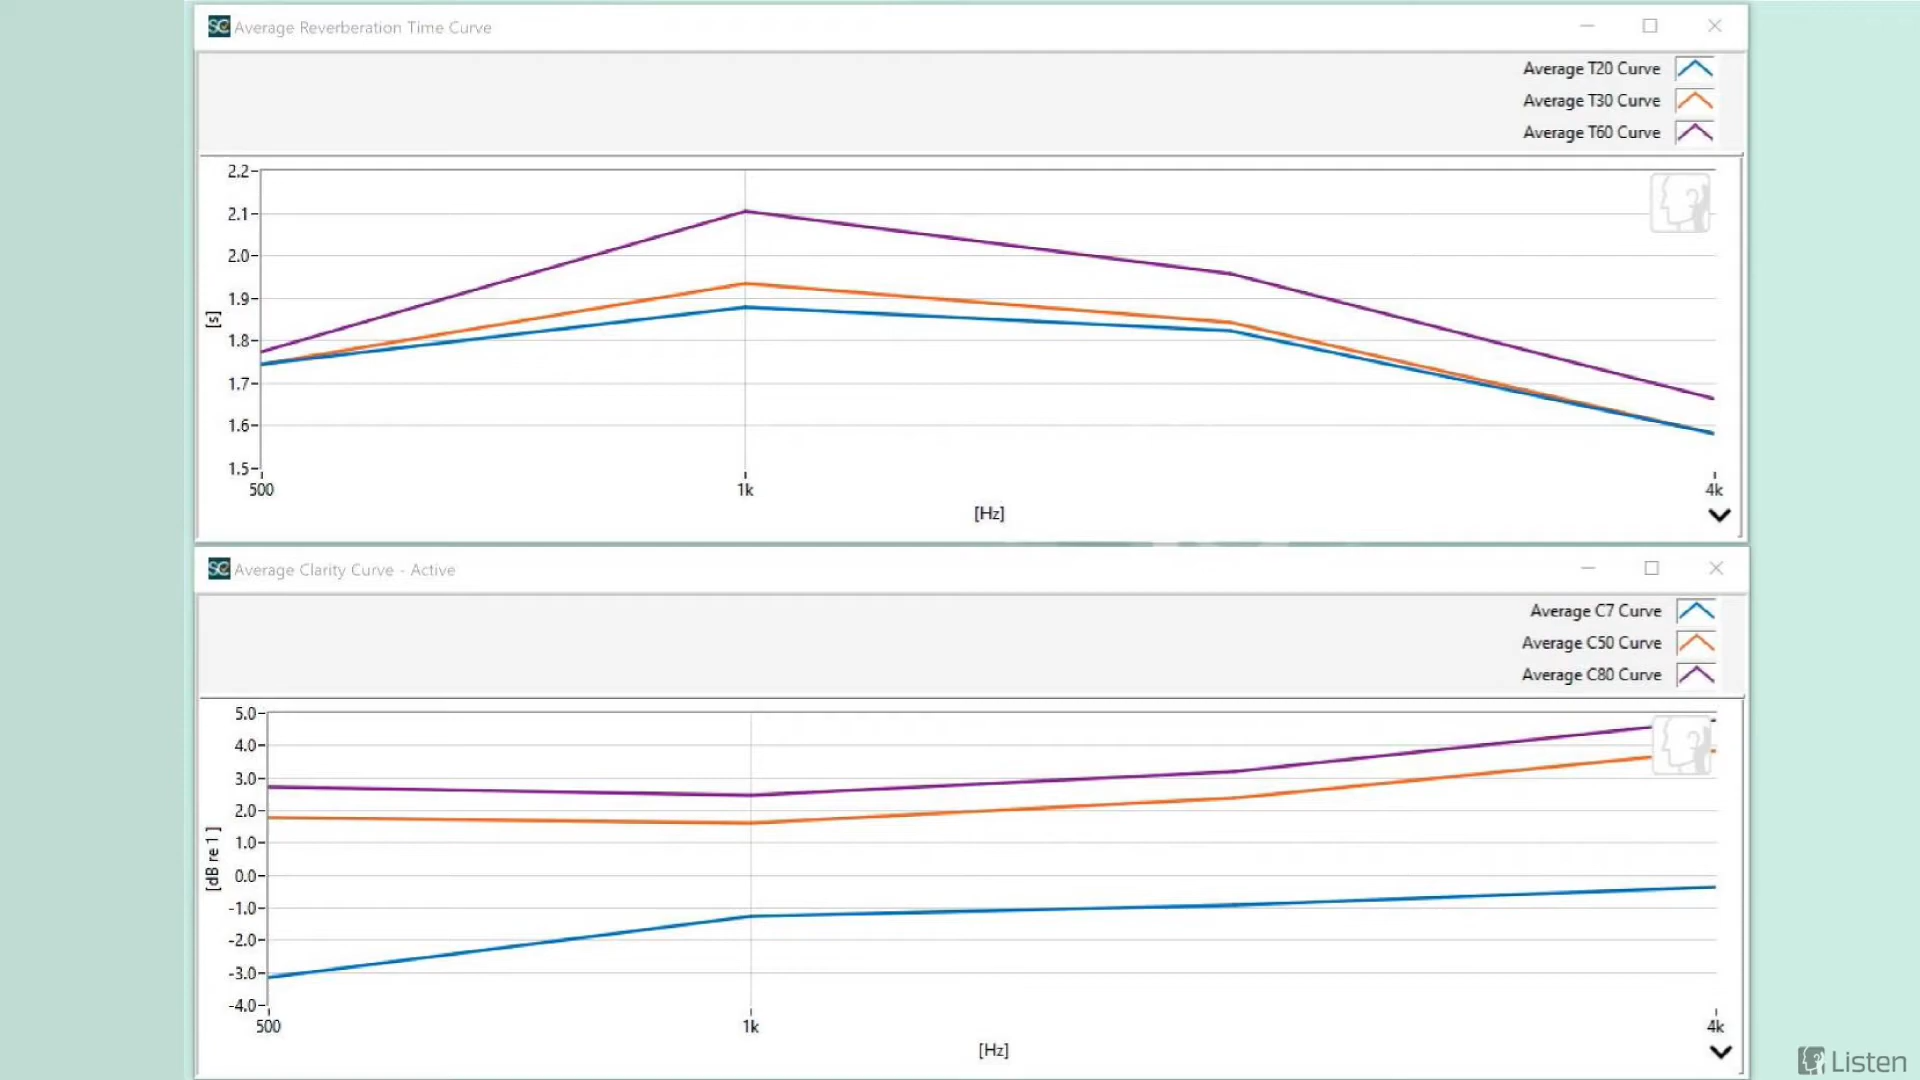 SC Average Reverberation Time Curve
Average T20 Curve
Average T30 Curve
Average T60 Curve
2.2
2.1
2.0
1.9
1.8
1.7
1.6
1.5
[s]
500 1k 4k
[Hz]
SC Average Clarity Curve - Active
Average C7 Curve
Average C50 Curve
Average C80 Curve
5.0
4.0
3.0
2.0
1.0
0.0
-1.0
-2.0
-3.0
-4.0
[dB re 1 ]
500 1k 4k
[Hz]
Listen